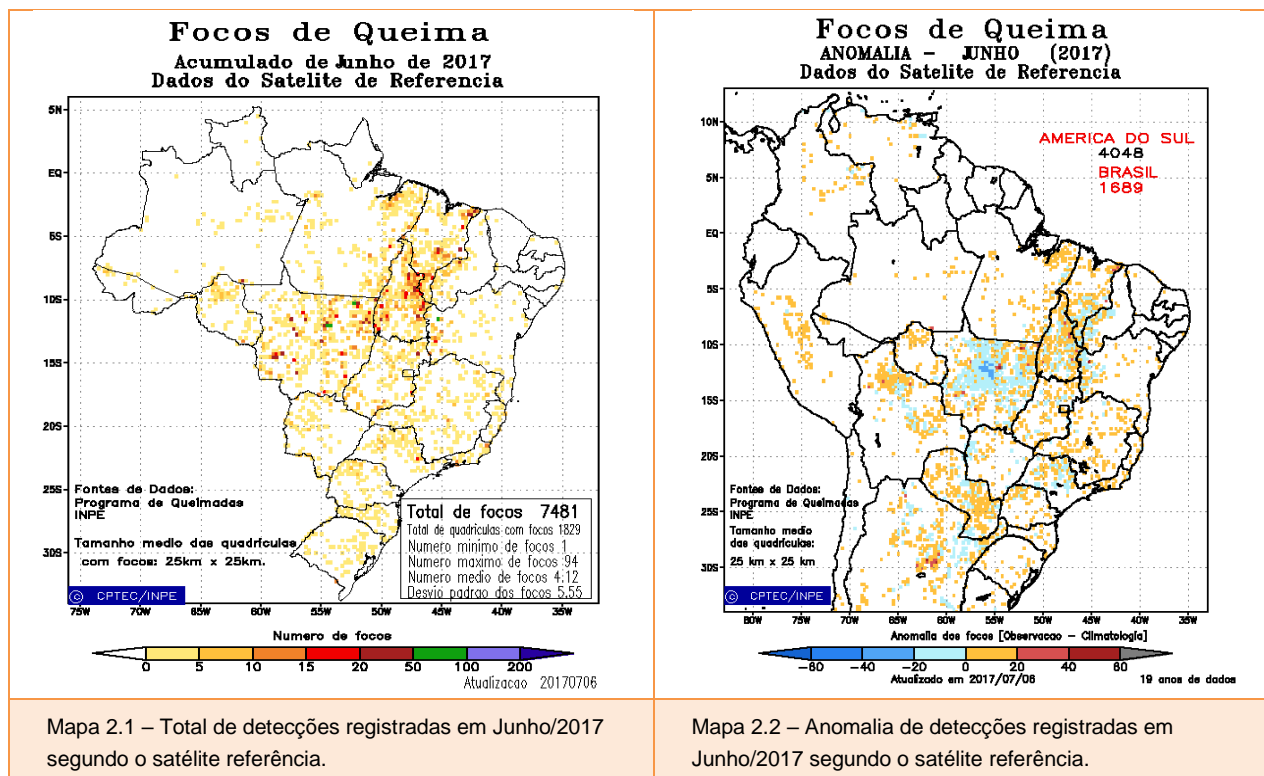 Focos de Queima
Acumulado de Junho de 2017
Dados do Satelite de Referencia
5N
EQ
5S
10S
15S
20S
25S
30S
Fontes de Dados:
Programa de Queimadas
INPE
Tamanho medio das quadrículas
com focos: 25km x 25km.
Total de focos 7481
Total de quadrículas com focos 1829
Numero minimo de focos 1
Numero maximo de focos 94
Numero medio de focos 4.12
Desvio padrao dos focos 5.55
© CPTEC/INPE
75W 70W 65W 60W 55W 50W 45W 40W 35W
Numero de focos
0 5 10 15 20 50 100 200
Atualizacao 20170706
Mapa 2.1 – Total de detecções registradas em Junho/2017
segundo o satélite referência.
Focos de Queima
ANOMALIA – JUNHO (2017)
Dados do Satelite de Referencia
AMERICA DO SUL
4048
BRASIL
1689
10N
5N
EQ
5S
10S
15S
20S
25S
30S
Fontes de Dados:
Programa de Queimadas
INPE
Tamanho medio
das quadrículas:
25 km x 25 km
© CPTEC/INPE
80W 75W 70W 65W 60W 55W 50W 45W 40W 35W
Anomalia dos focos [Observacao – Climatologia]
−60 −40 −20 0 20 40 60
Atualizado em 2017/07/06 19 anos de dados
Mapa 2.2 – Anomalia de detecções registradas em
Junho/2017 segundo o satélite referência.